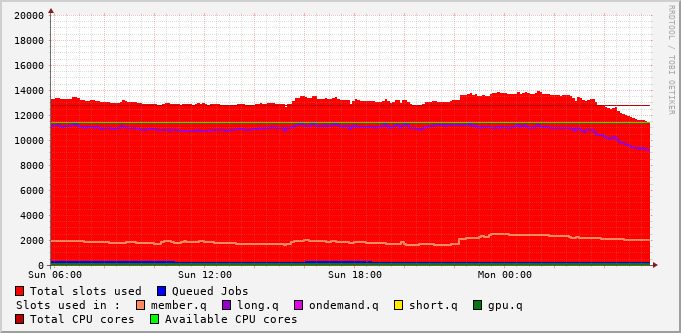 20000
18000
16000
14000
12000
10000
8000
6000
4000
2000
0
Sun 06:00 Sun 12:00 Sun 18:00 Mon 00:00
Total slots used Queued Jobs
Slots used in : member.q long.q ondemand.q short.q gpu.q
Total CPU cores Available CPU cores
RRDTOOL / TOBI OETIKER